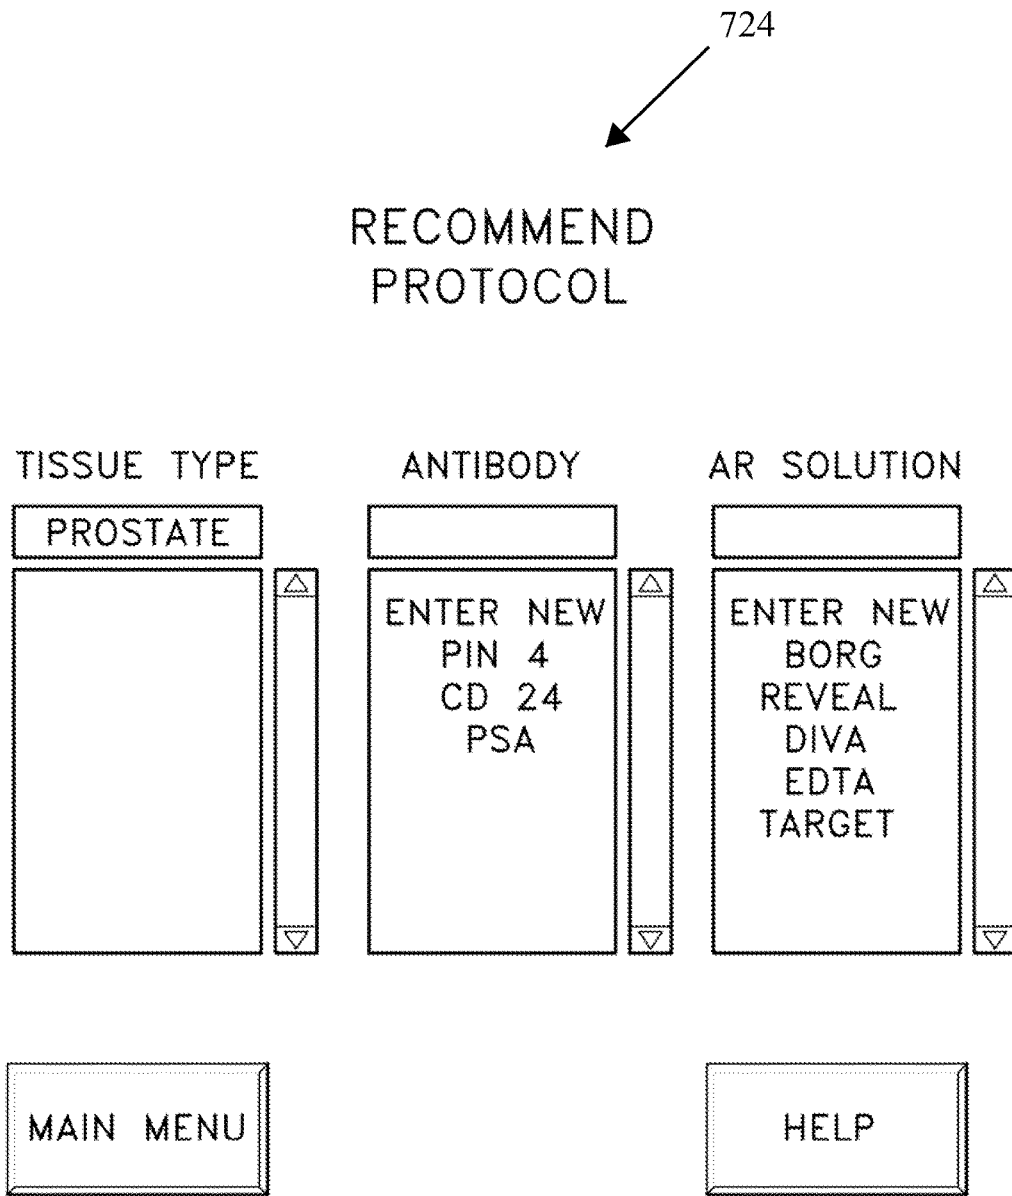 724
RECOMMEND
PROTOCOL
TISSUE TYPE
ANTIBODY
AR SOLUTION
PROSTATE
ENTER NEW
PIN 4
CD 24
PSA
ENTER NEW
BORG
REVEAL
DIVA
EDTA
TARGET
MAIN MENU
HELP